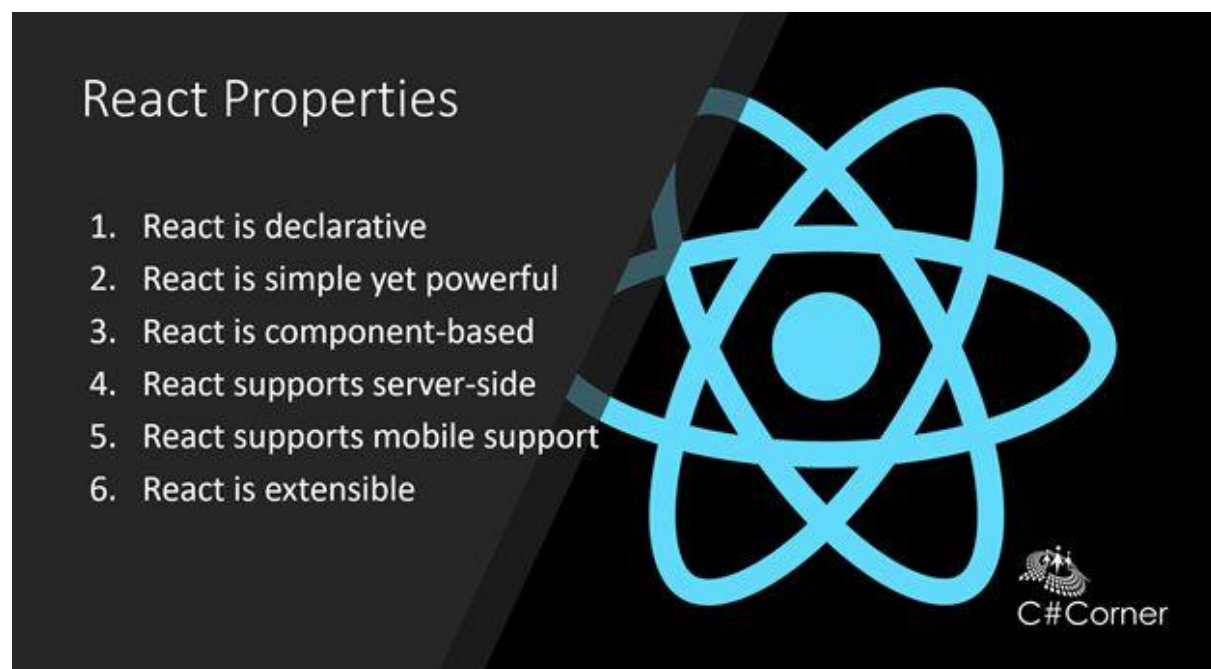 React Properties
1. React is declarative
2. React is simple yet powerful
3. React is component-based
4. React supports server-side
5. React supports mobile support
6. React is extensible
C#Corner